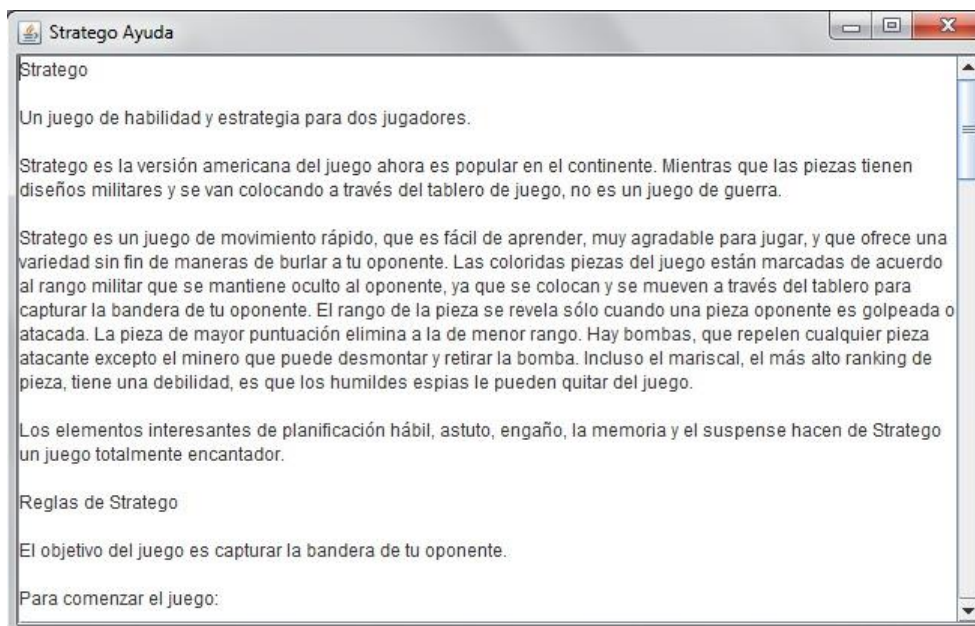 Stratego Ayuda
Stratego
Un juego de habilidad y estrategia para dos jugadores.
Stratego es la versión americana del juego ahora es popular en el continente. Mientras que las piezas tienen
diseños militares y se van colocando a través del tablero de juego, no es un juego de guerra.
Stratego es un juego de movimiento rápido, que es fácil de aprender, muy agradable para jugar, y que ofrece una
variedad sin fin de maneras de burlar a tu oponente. Las coloridas piezas del juego están marcadas de acuerdo
al rango militar que se mantiene oculto al oponente, ya que se colocan y se mueven a través del tablero para
capturar la bandera de tu oponente. El rango de la pieza se revela sólo cuando una pieza oponente es golpeada o
atacada. La pieza de mayor puntuación elimina a la de menor rango. Hay bombas, que repelen cualquier pieza
atacante excepto el minero que puede desmontar y retirar la bomba. Incluso el mariscal, el más alto ranking de
pieza, tiene una debilidad, es que los humildes espias le pueden quitar del juego.
Los elementos interesantes de planificación hábil, astuto, engaño, la memoria y el suspense hacen de Stratego
un juego totalmente encantador.
Reglas de Stratego
El objetivo del juego es capturar la bandera de tu oponente.
Para comenzar el juego: